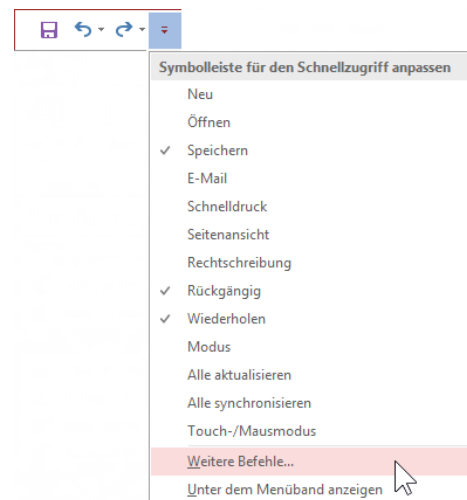 Symbolleiste für den Schnellzugriff anpassen
Neu
Öffnen
Speichern
E-Mail
Schnelldruck
Seitenansicht
Rechtschreibung
Rückgängig
Wiederholen
Modus
Alle aktualisieren
Alle synchronisieren
Touch-/Mausmodus
Weitere Befehle...
Unter dem Menüband anzeigen